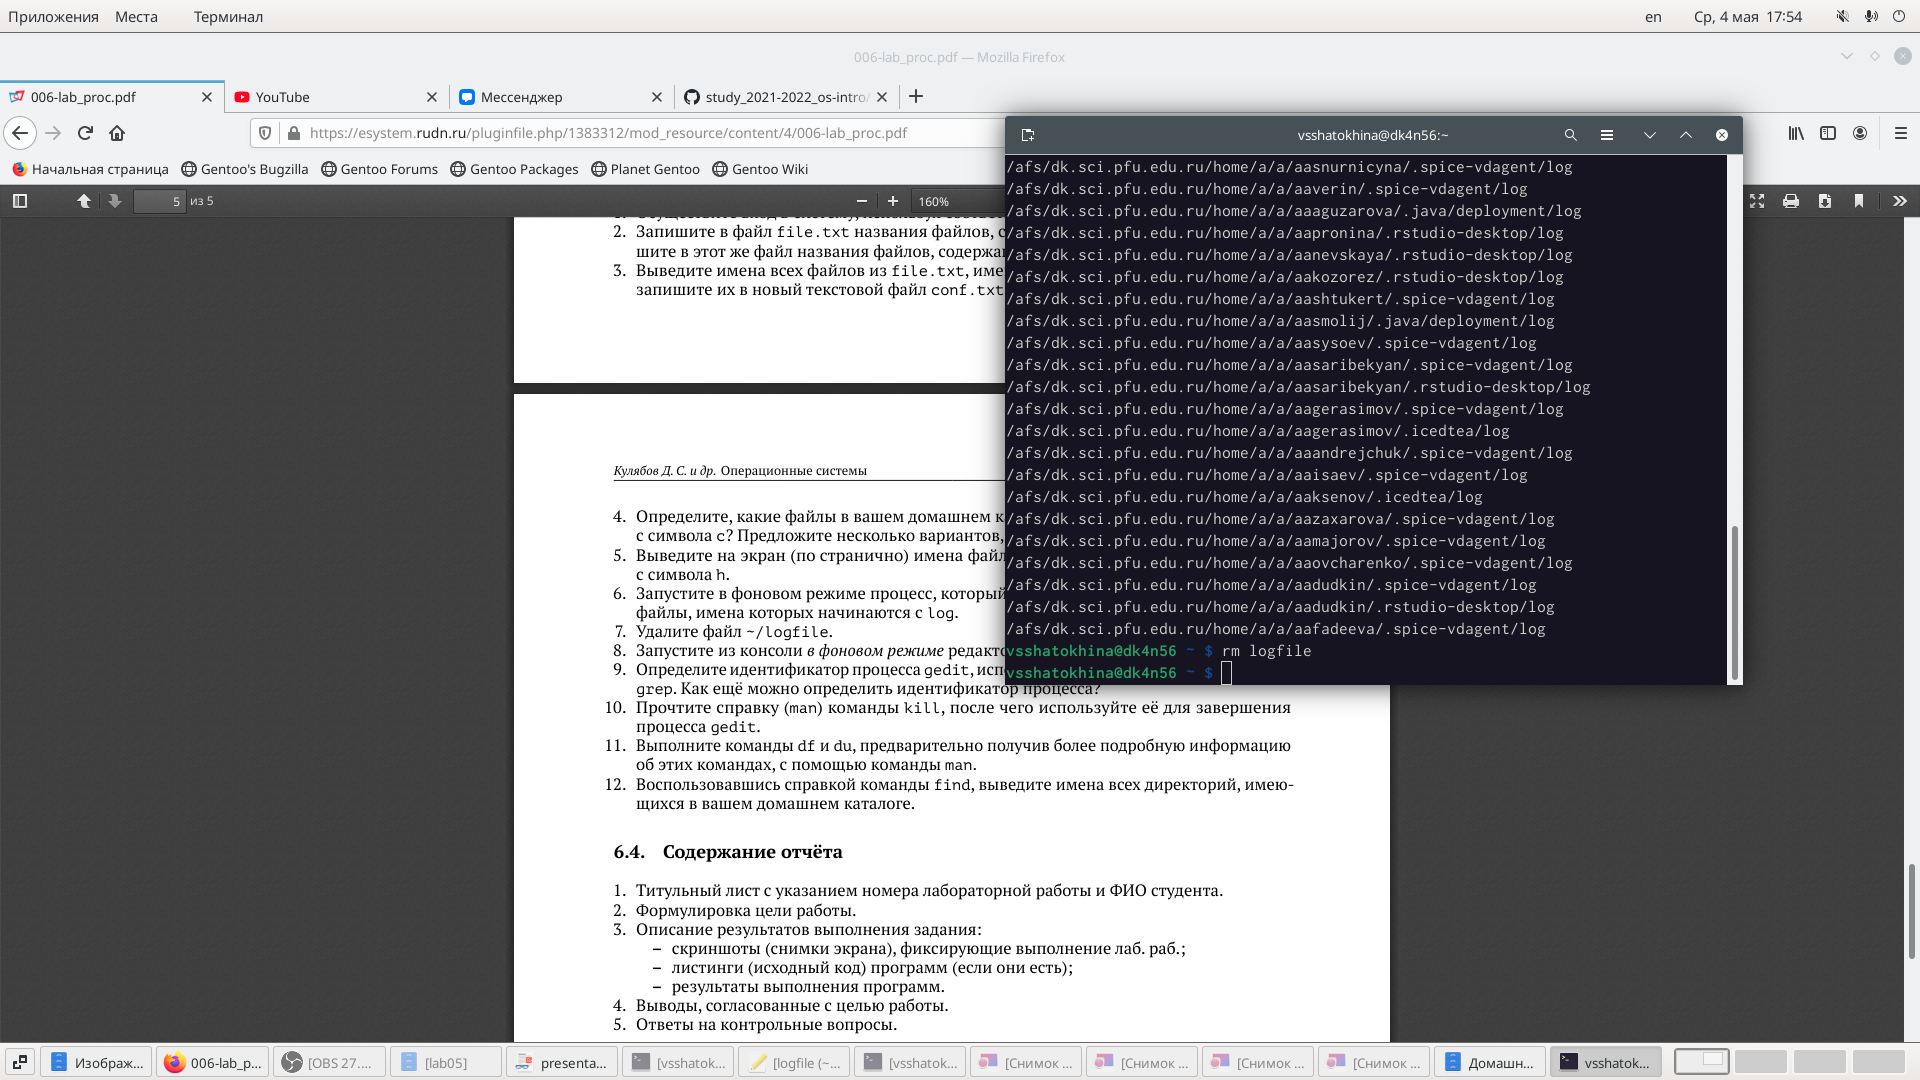 Приложения Места Терминал en Ср, 4 мая 17:54
006-lab_proc.pdf — Mozilla Firefox
006-lab_proc.pdf YouTube Мессенджер study_2021-2022_os-intro/
https://esystem.rudn.ru/pluginfile.php/1383312/mod_resource/content/4/006-lab_proc.pdf
Начальная страница Gentoo's Bugzilla Gentoo Forums Gentoo Packages Planet Gentoo Gentoo Wiki
5 из 5 160%
2. Запишите в файл file.txt названия файлов, с
шите в этот же файл названия файлов, содержа
3. Выведите имена всех файлов из file.txt, име
запишите их в новый текстовой файл conf.txt
Кулябов Д. С. и др. Операционные системы
4. Определите, какие файлы в вашем домашнем к
с символа c? Предложите несколько вариантов,
5. Выведите на экран (по странично) имена файл
с символа h.
6. Запустите в фоновом режиме процесс, который
файлы, имена которых начинаются с log.
7. Удалите файл ~/logfile.
8. Запустите из консоли в фоновом режиме редакто
9. Определите идентификатор процесса gedit, исп
grep. Как ещё можно определить идентификатор процесса?
10. Прочтите справку (man) команды kill, после чего используйте её для завершения
процесса gedit.
11. Выполните команды df и du, предварительно получив более подробную информацию
об этих командах, с помощью команды man.
12. Воспользовавшись справкой команды find, выведите имена всех директорий, имею-
щихся в вашем домашнем каталоге.
6.4. Содержание отчёта
1. Титульный лист с указанием номера лабораторной работы и ФИО студента.
2. Формулировка цели работы.
3. Описание результатов выполнения задания:
– скриншоты (снимки экрана), фиксирующие выполнение лаб. раб.;
– листинги (исходный код) программ (если они есть);
– результаты выполнения программ.
4. Выводы, согласованные с целью работы.
5. Ответы на контрольные вопросы.
vsshatokhina@dk4n56:~
/afs/dk.sci.pfu.edu.ru/home/a/a/aasnurnicyna/.spice-vdagent/log
/afs/dk.sci.pfu.edu.ru/home/a/a/aaverin/.spice-vdagent/log
/afs/dk.sci.pfu.edu.ru/home/a/a/aaaguzarova/.java/deployment/log
/afs/dk.sci.pfu.edu.ru/home/a/a/aapronina/.rstudio-desktop/log
/afs/dk.sci.pfu.edu.ru/home/a/a/aanevskaya/.rstudio-desktop/log
/afs/dk.sci.pfu.edu.ru/home/a/a/aakozorez/.rstudio-desktop/log
/afs/dk.sci.pfu.edu.ru/home/a/a/aashtukert/.spice-vdagent/log
/afs/dk.sci.pfu.edu.ru/home/a/a/aasmolij/.java/deployment/log
/afs/dk.sci.pfu.edu.ru/home/a/a/aasysoev/.spice-vdagent/log
/afs/dk.sci.pfu.edu.ru/home/a/a/aasaribekyan/.spice-vdagent/log
/afs/dk.sci.pfu.edu.ru/home/a/a/aasaribekyan/.rstudio-desktop/log
/afs/dk.sci.pfu.edu.ru/home/a/a/aagerasimov/.spice-vdagent/log
/afs/dk.sci.pfu.edu.ru/home/a/a/aagerasimov/.icedtea/log
/afs/dk.sci.pfu.edu.ru/home/a/a/aaandrejchuk/.spice-vdagent/log
/afs/dk.sci.pfu.edu.ru/home/a/a/aaisaev/.spice-vdagent/log
/afs/dk.sci.pfu.edu.ru/home/a/a/aaksenov/.icedtea/log
/afs/dk.sci.pfu.edu.ru/home/a/a/aazaxarova/.spice-vdagent/log
/afs/dk.sci.pfu.edu.ru/home/a/a/aamajorov/.spice-vdagent/log
/afs/dk.sci.pfu.edu.ru/home/a/a/aaovcharenko/.spice-vdagent/log
/afs/dk.sci.pfu.edu.ru/home/a/a/aadudkin/.spice-vdagent/log
/afs/dk.sci.pfu.edu.ru/home/a/a/aadudkin/.rstudio-desktop/log
/afs/dk.sci.pfu.edu.ru/home/a/a/aafadeeva/.spice-vdagent/log
vsshatokhina@dk4n56 ~ $ rm logfile
vsshatokhina@dk4n56 ~ $
Изображ... 006-lab_p... [OBS 27.... [lab05] presenta... [vsshatok... [logfile (~... [vsshatok... [Снимок ... [Снимок ... [Снимок ... [Снимок ... Домашн... vsshatok...